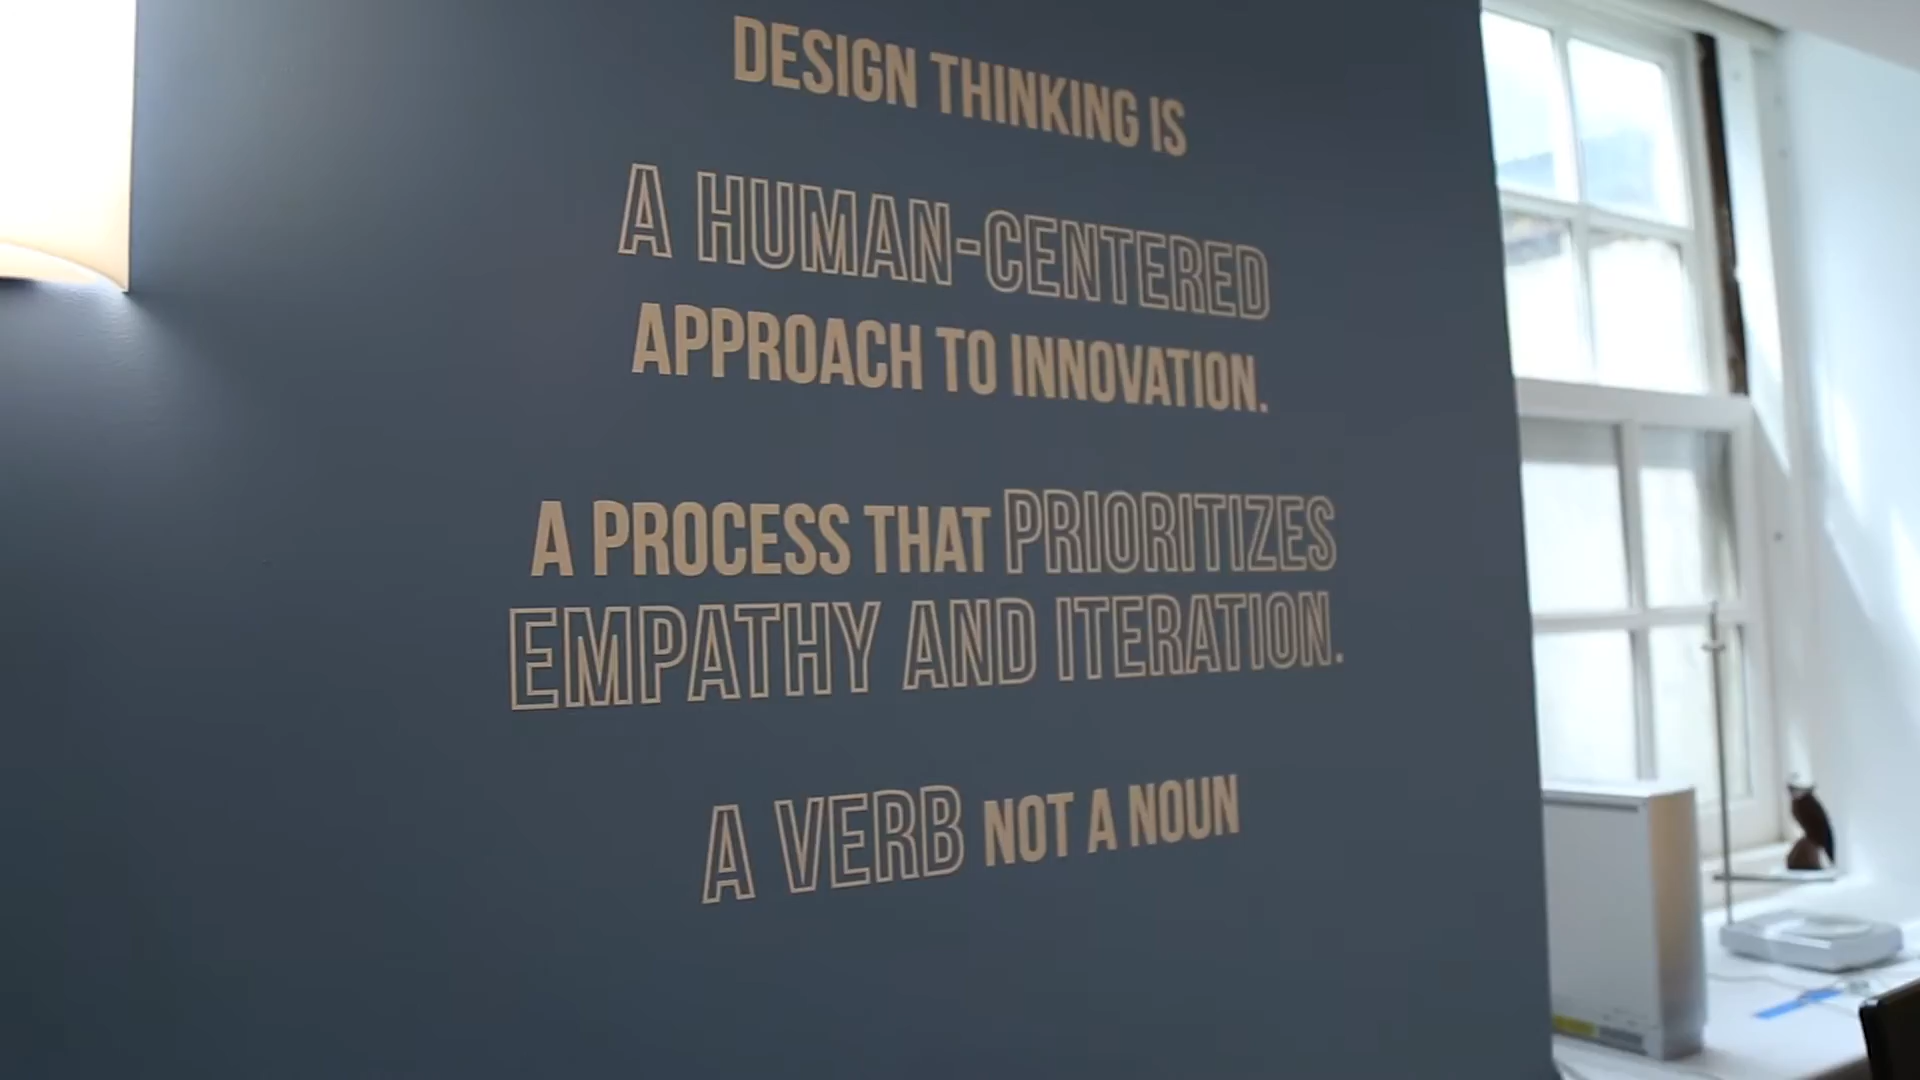 DESIGN THINKING IS
A HUMAN-CENTERED
APPROACH TO INNOVATION.
A PROCESS THAT PRIORITIZES
EMPATHY AND ITERATION.
A VERB NOT A NOUN